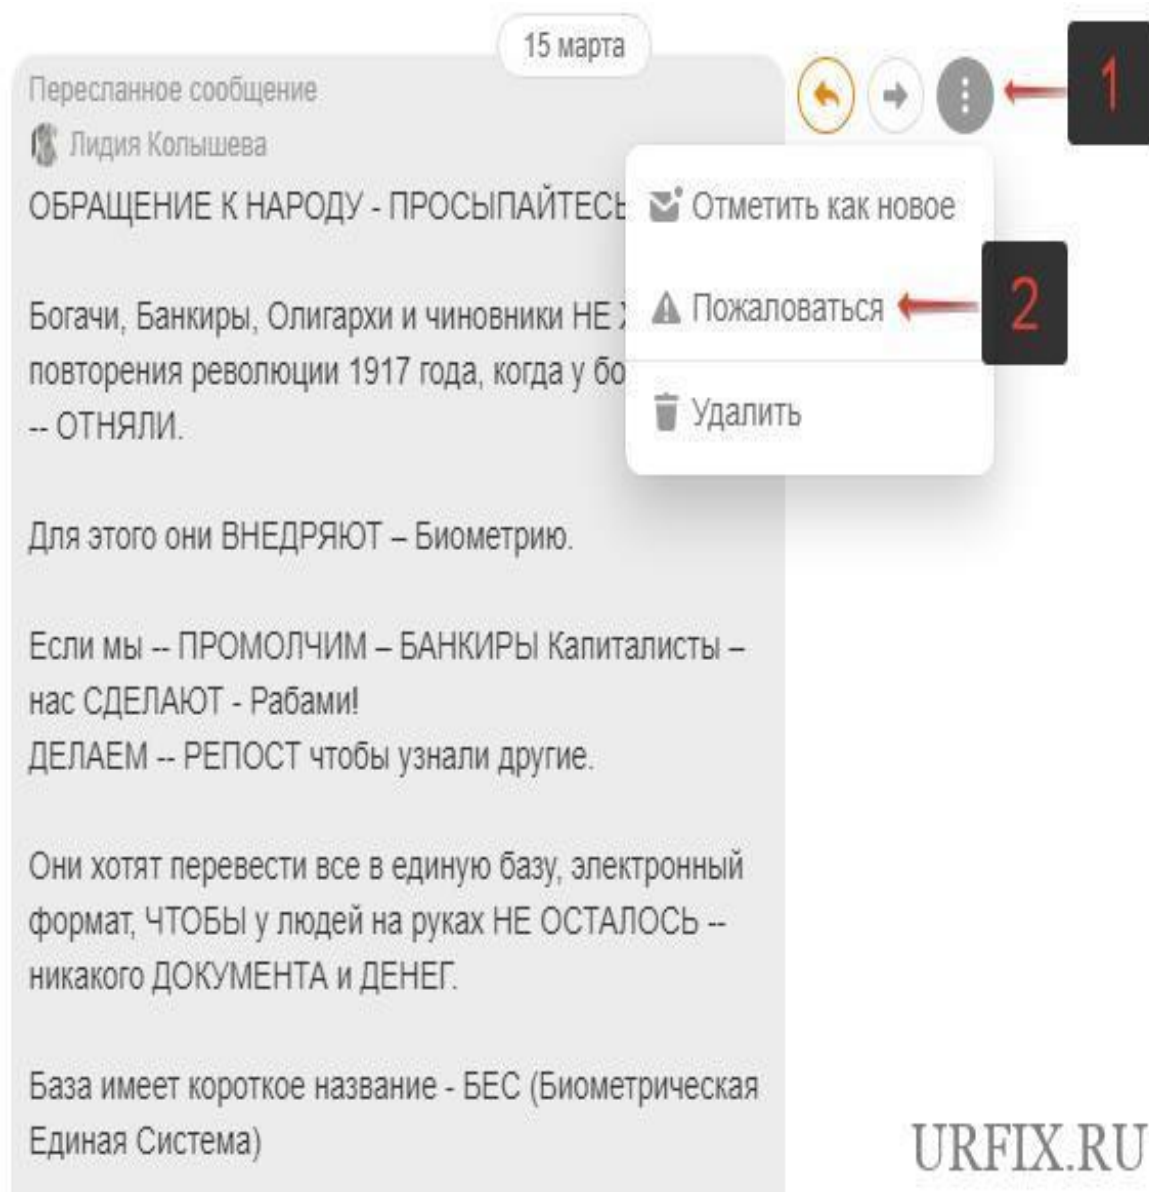 15 марта
1
Пересланное сообщение
Лидия Колышева
ОБРАЩЕНИЕ К НАРОДУ - ПРОСЫПАЙТЕСЬ
Отметить как новое
Пожаловаться
2
Удалить
Богачи, Банкиры, Олигархи и чиновники НЕ
повторения революции 1917 года, когда у
-- ОТНЯЛИ.
Для этого они ВНЕДРЯЮТ – Биометрию.
Если мы -- ПРОМОЛЧИМ – БАНКИРЫ Капиталисты –
нас СДЕЛАЮТ - Рабами!
ДЕЛАЕМ -- РЕПОСТ чтобы узнали другие.
Они хотят перевести все в единую базу, электронный
формат, ЧТОБЫ у людей на руках НЕ ОСТАЛОСЬ --
никакого ДОКУМЕНТА и ДЕНЕГ.
База имеет короткое название - БЕС (Биометрическая
Единая Система)
URFIX.RU